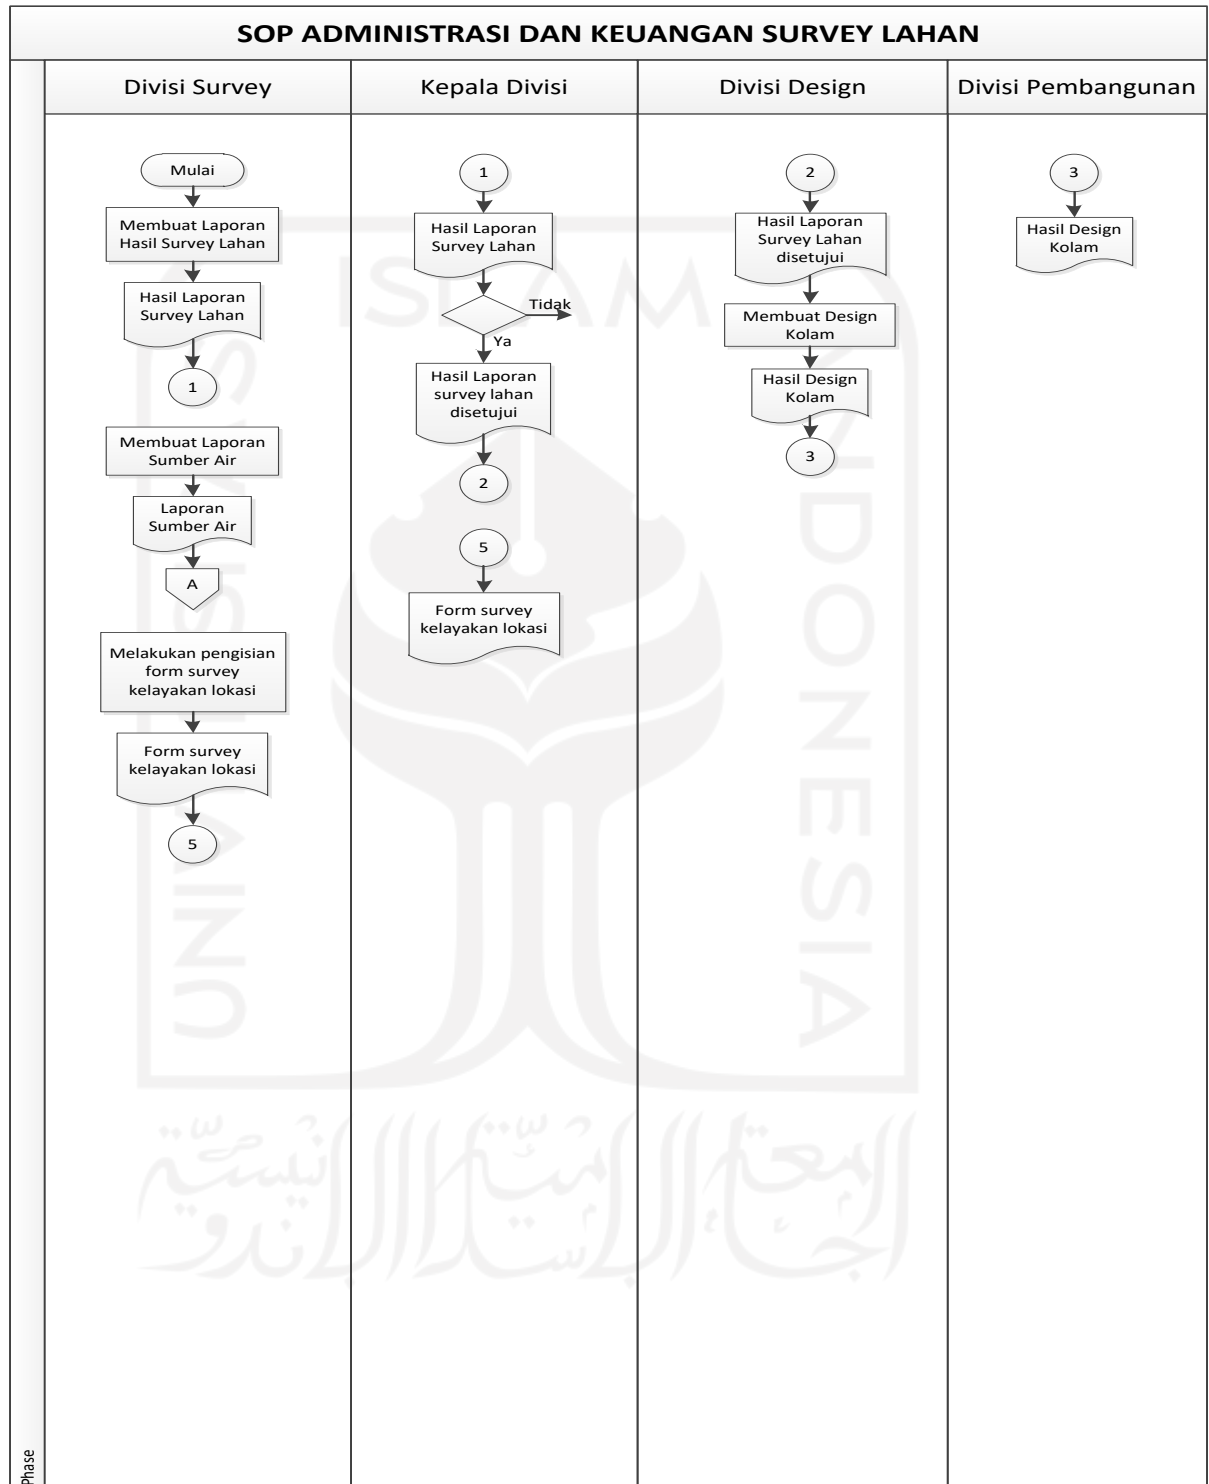 SOP ADMINISTRASI DAN KEUANGAN SURVEY LAHAN
Divisi Survey
Kepala Divisi
Divisi Design
Divisi Pembangunan
Mulai
Membuat Laporan
Hasil Survey Lahan
Hasil Laporan
Survey Lahan
1
Membuat Laporan
Sumber Air
Laporan
Sumber Air
A
Melakukan pengisian
form survey
kelayakan lokasi
Form survey
kelayakan lokasi
5
1
Hasil Laporan
Survey Lahan
Tidak
Ya
Hasil Laporan
survey lahan
disetujui
2
5
Form survey
kelayakan lokasi
2
Hasil Laporan
Survey Lahan
disetujui
Membuat Design
Kolam
Hasil Design
Kolam
3
3
Hasil Design
Kolam
Phase
ISLAM
INDONESIA